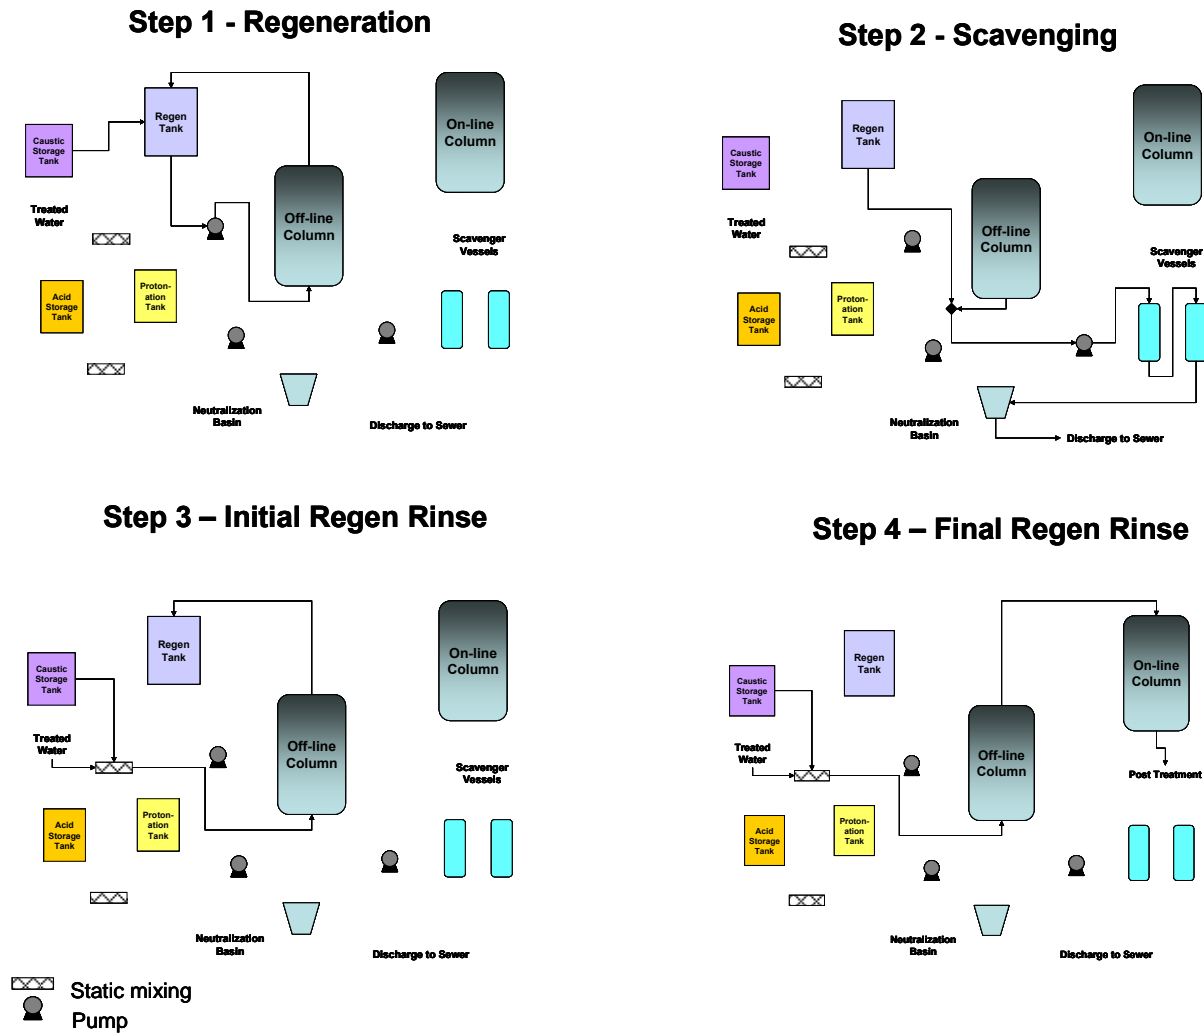 Step 1 - Regeneration
Regen
Tank
On-line
Column
Caustic
Storage
Tank
Treated
Water
Off-line
Column
Scavenger
Vessels
Acid
Storage
Tank
Proton-
ation
Tank
Neutralization
Basin
Discharge to Sewer
Step 2 - Scavenging
Regen
Tank
On-line
Column
Caustic
Storage
Tank
Treated
Water
Off-line
Column
Scavenger
Vessels
Acid
Storage
Tank
Proton-
ation
Tank
Neutralization
Basin
Discharge to Sewer
Step 3 – Initial Regen Rinse
Regen
Tank
On-line
Column
Caustic
Storage
Tank
Treated
Water
Off-line
Column
Scavenger
Vessels
Acid
Storage
Tank
Proton-
ation
Tank
Neutralization
Basin
Discharge to Sewer
Step 4 – Final Regen Rinse
Regen
Tank
On-line
Column
Caustic
Storage
Tank
Treated
Water
Off-line
Column
Post Treatment
Acid
Storage
Tank
Proton-
ation
Tank
Neutralization
Basin
Discharge to Sewer
Static mixing
Pump